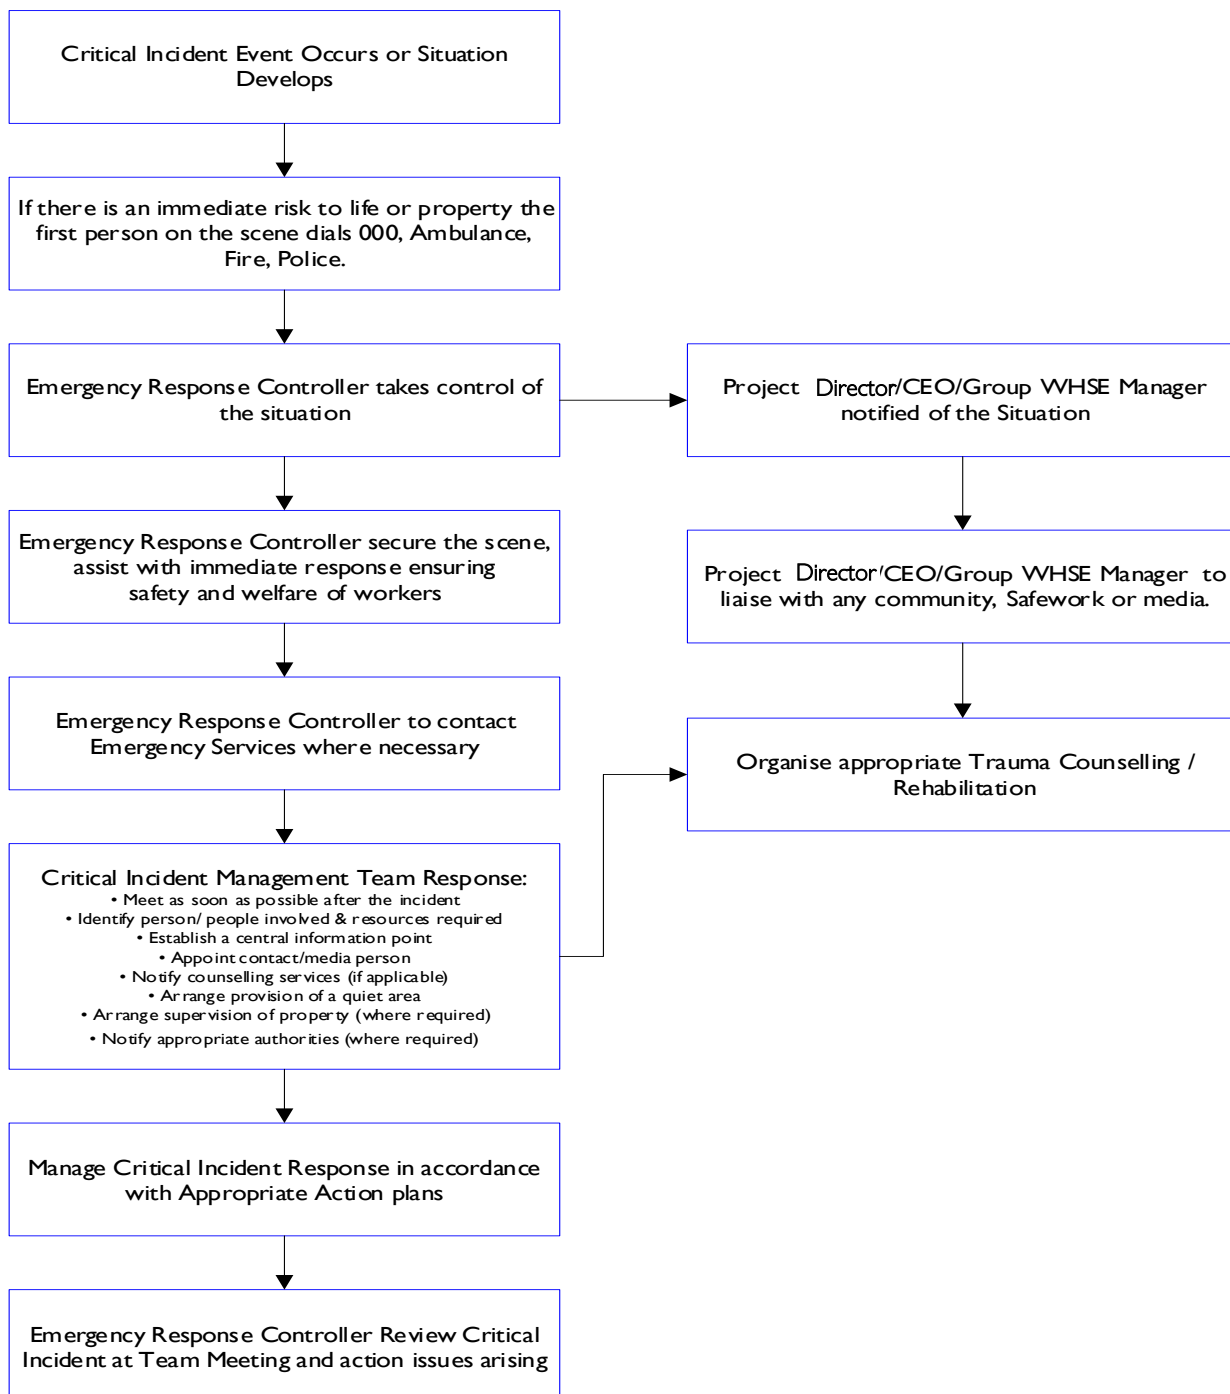 Critical Incident Event Occurs or Situation
Develops
If there is an immediate risk to life or property the
first person on the scene dials 000, Ambulance,
Fire, Police.
Emergency Response Controller takes control of
the situation
Project Director/CEO/Group WHSE Manager
notified of the Situation
Emergency Response Controller secure the scene,
assist with immediate response ensuring
safety and welfare of workers
Project Director/CEO/Group WHSE Manager to
liaise with any community, Safework or media.
Emergency Response Controller to contact
Emergency Services where necessary
Organise appropriate Trauma Counselling /
Rehabilitation
Critical Incident Management Team Response:
• Meet as soon as possible after the incident
• Identify person/ people involved & resources required
• Establish a central information point
• Appoint contact/media person
• Notify counselling services (if applicable)
• Arrange provision of a quiet area
• Arrange supervision of property (where required)
• Notify appropriate authorities (where required)
Manage Critical Incident Response in accordance
with Appropriate Action plans
Emergency Response Controller Review Critical
Incident at Team Meeting and action issues arising